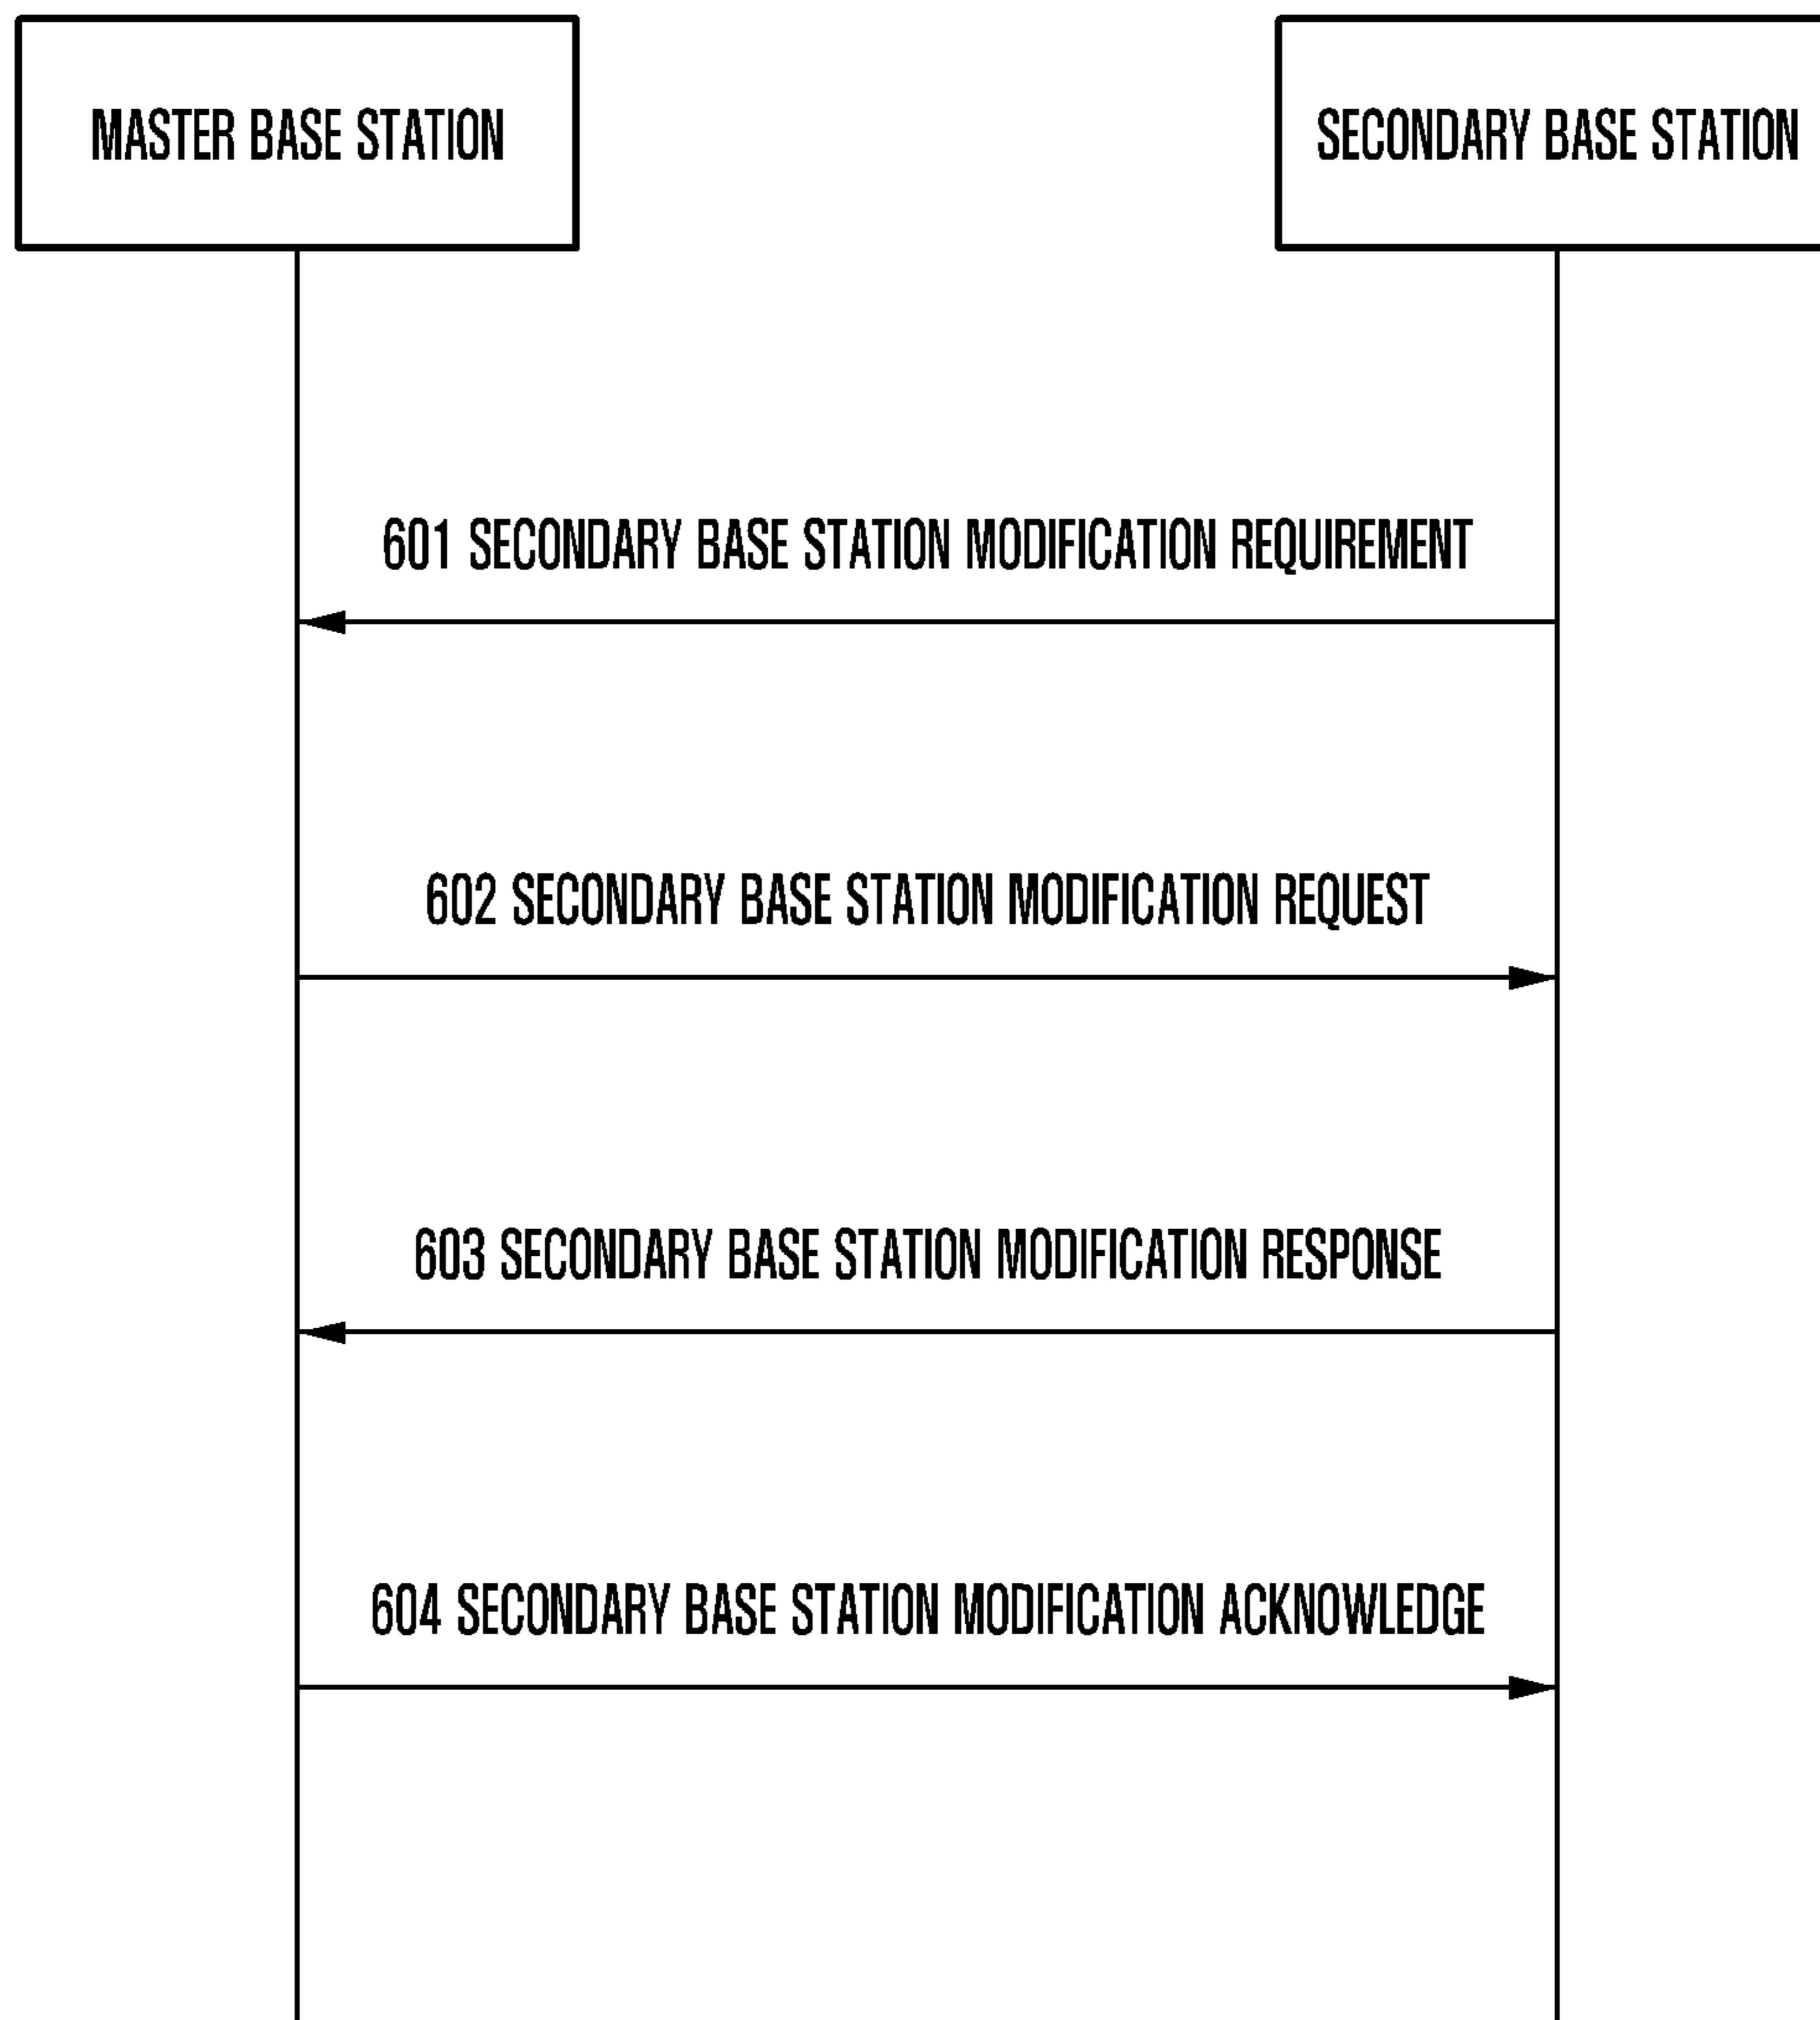 MASTER BASE STATION
SECONDARY BASE STATION
601 SECONDARY BASE STATION MODIFICATION REQUIREMENT
602 SECONDARY BASE STATION MODIFICATION REQUEST
603 SECONDARY BASE STATION MODIFICATION RESPONSE
604 SECONDARY BASE STATION MODIFICATION ACKNOWLEDGE